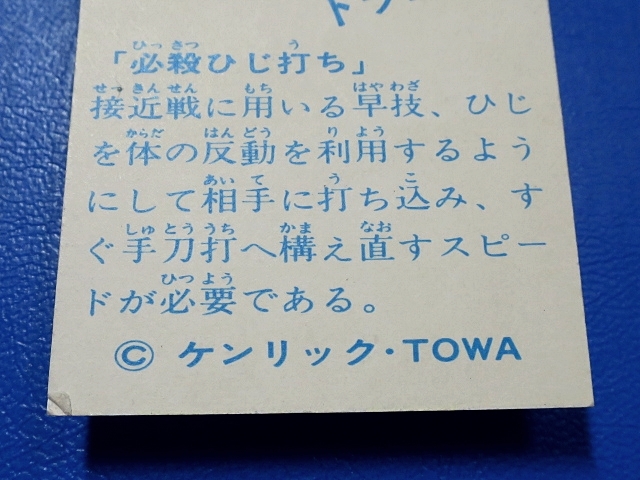 「必殺ひじ打ち」
接近戦に用いる早技、ひじ
を体の反動を利用するよう
にして相手に打ち込み、す
ぐ手刀打へ構え直すスピー
ドが必要である。
© ケンリック・TOWA